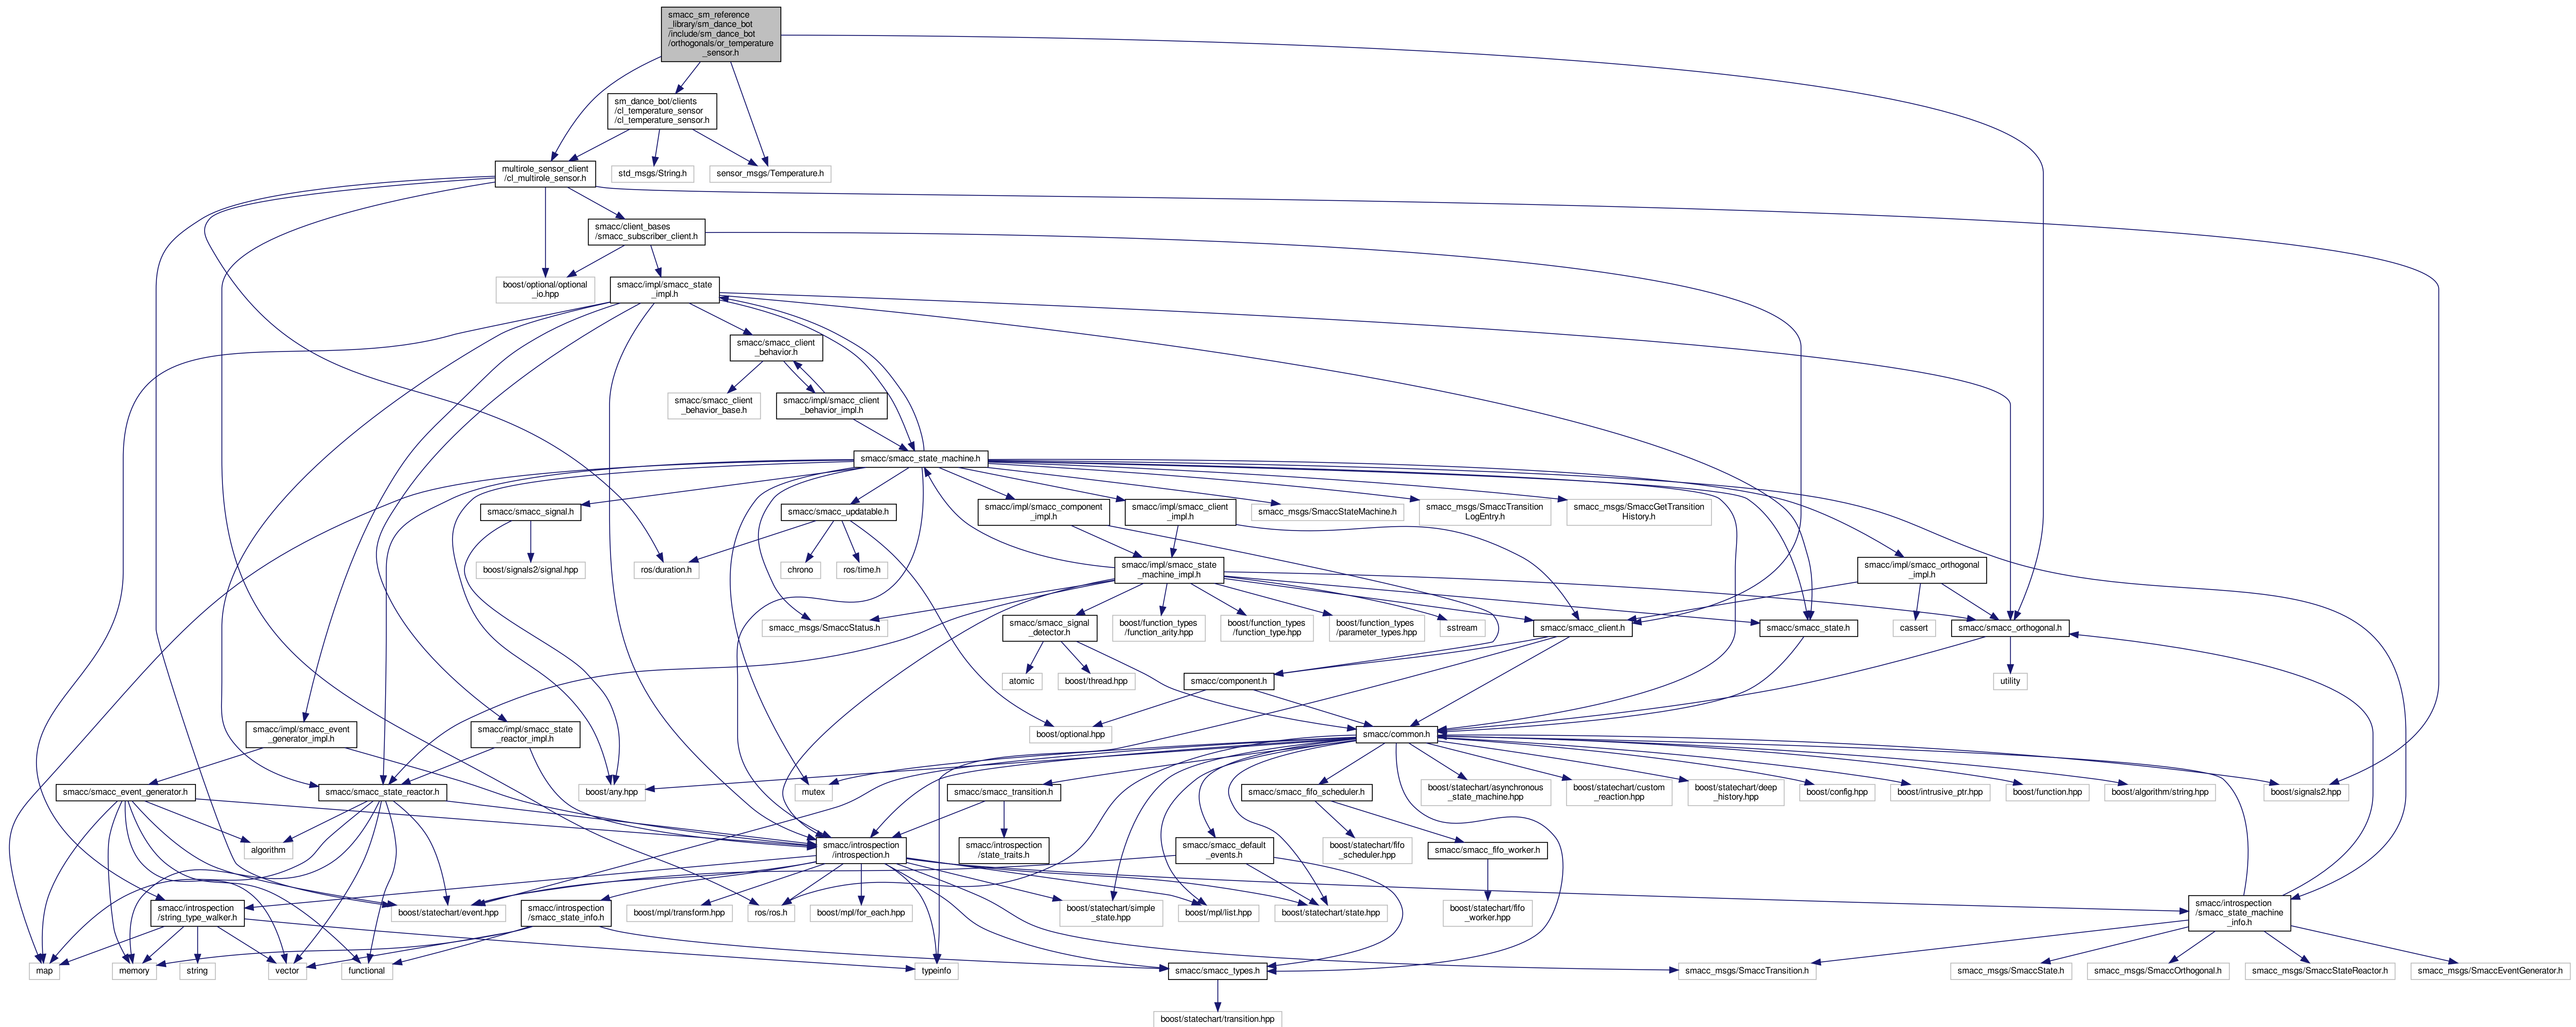 smacc_sm_reference
_library/sm_dance_bot
/include/sm_dance_bot
/orthogonals/or_temperature
_sensor.h
sm_dance_bot/clients
/cl_temperature_sensor
/cl_temperature_sensor.h
multirole_sensor_client
/cl_multirole_sensor.h
std_msgs/String.h
sensor_msgs/Temperature.h
smacc/client_bases
/smacc_subscriber_client.h
boost/optional/optional
_io.hpp
smacc/impl/smacc_state
_impl.h
smacc/smacc_client
_behavior.h
smacc/smacc_client
_behavior_base.h
smacc/impl/smacc_client
_behavior_impl.h
smacc/smacc_state_machine.h
smacc/smacc_signal.h
smacc/smacc_updatable.h
smacc/impl/smacc_component
_impl.h
smacc/impl/smacc_client
_impl.h
smacc_msgs/SmaccStateMachine.h
smacc_msgs/SmaccTransition
LogEntry.h
smacc_msgs/SmaccGetTransition
History.h
boost/signals2/signal.hpp
ros/duration.h
chrono
ros/time.h
smacc/impl/smacc_state
_machine_impl.h
smacc/impl/smacc_orthogonal
_impl.h
smacc_msgs/SmaccStatus.h
smacc/smacc_signal
_detector.h
boost/function_types
/function_arity.hpp
boost/function_types
/function_type.hpp
boost/function_types
/parameter_types.hpp
sstream
smacc/smacc_client.h
smacc/smacc_state.h
cassert
smacc/smacc_orthogonal.h
atomic
boost/thread.hpp
smacc/component.h
utility
smacc/impl/smacc_event
_generator_impl.h
smacc/impl/smacc_state
_reactor_impl.h
boost/optional.hpp
smacc/common.h
smacc/smacc_event_generator.h
smacc/smacc_state_reactor.h
boost/any.hpp
mutex
smacc/smacc_transition.h
smacc/smacc_fifo_scheduler.h
boost/statechart/asynchronous
_state_machine.hpp
boost/statechart/custom
_reaction.hpp
boost/statechart/deep
_history.hpp
boost/config.hpp
boost/intrusive_ptr.hpp
boost/function.hpp
boost/algorithm/string.hpp
boost/signals2.hpp
algorithm
smacc/introspection
/introspection.h
smacc/introspection
/state_traits.h
smacc/smacc_default
_events.h
boost/statechart/fifo
_scheduler.hpp
smacc/smacc_fifo_worker.h
smacc/introspection
/string_type_walker.h
boost/statechart/event.hpp
smacc/introspection
/smacc_state_info.h
boost/mpl/transform.hpp
ros/ros.h
boost/mpl/for_each.hpp
boost/statechart/simple
_state.hpp
boost/mpl/list.hpp
boost/statechart/state.hpp
boost/statechart/fifo
_worker.hpp
smacc/introspection
/smacc_state_machine
_info.h
map
memory
string
vector
functional
typeinfo
smacc/smacc_types.h
smacc_msgs/SmaccTransition.h
smacc_msgs/SmaccState.h
smacc_msgs/SmaccOrthogonal.h
smacc_msgs/SmaccStateReactor.h
smacc_msgs/SmaccEventGenerator.h
boost/statechart/transition.hpp